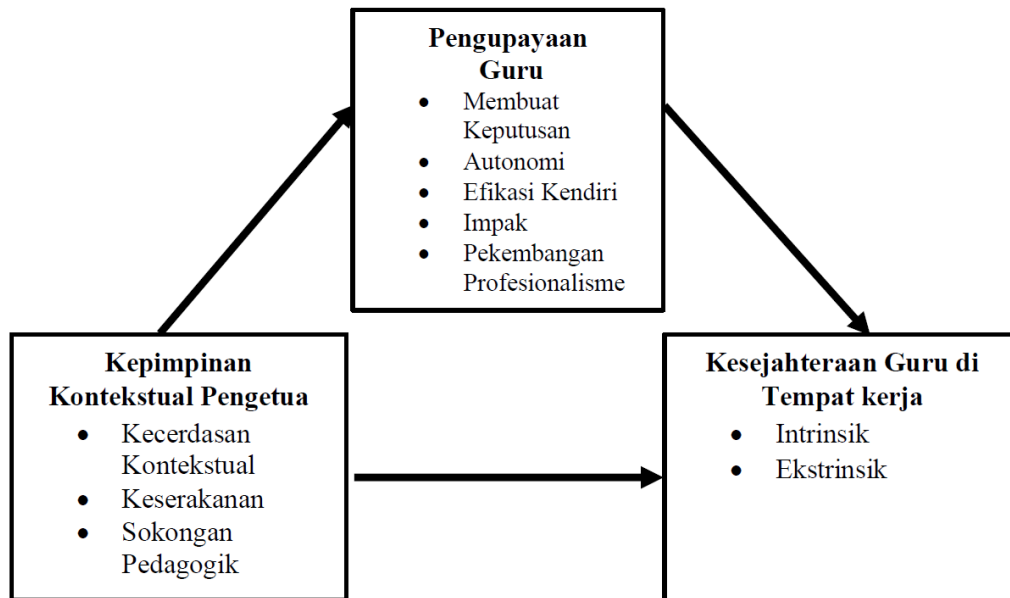 Pengupayaan
Guru
• Membuat
Keputusan
• Autonomi
• Efikasi Kendiri
• Impak
• Pekembangan
Profesionalisme
Kepimpinan
Kontekstual Pengetua
• Kecerdasan
Kontekstual
• Keserakanan
• Sokongan
Pedagogik
Kesejahteraan Guru di
Tempat kerja
• Intrinsik
• Ekstrinsik